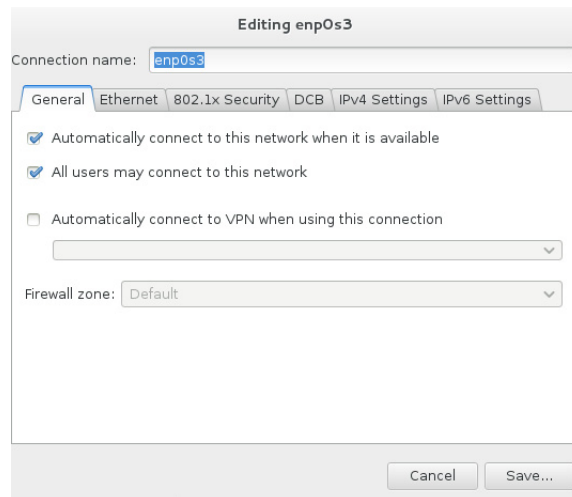 Editing enp0s3
Connection name: enp0s3
General Ethernet 802.1x Security DCB IPv4 Settings IPv6 Settings
Automatically connect to this network when it is available
All users may connect to this network
Automatically connect to VPN when using this connection
Firewall zone: Default
Cancel Save...